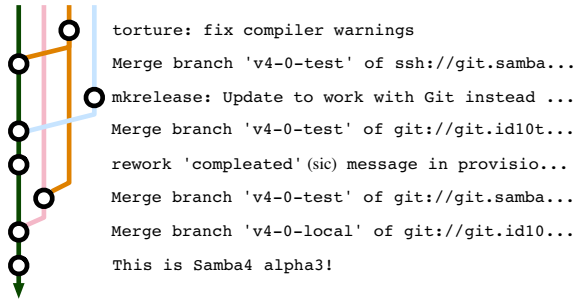 torture: fix compiler warnings
Merge branch 'v4-0-test' of ssh://git.samba...
mkrelease: Update to work with Git instead ...
Merge branch 'v4-0-test' of git://git.id10t...
rework 'compleated' (sic) message in provisio...
Merge branch 'v4-0-test' of git://git.samba...
Merge branch 'v4-0-local' of git://git.id10...
This is Samba4 alpha3!